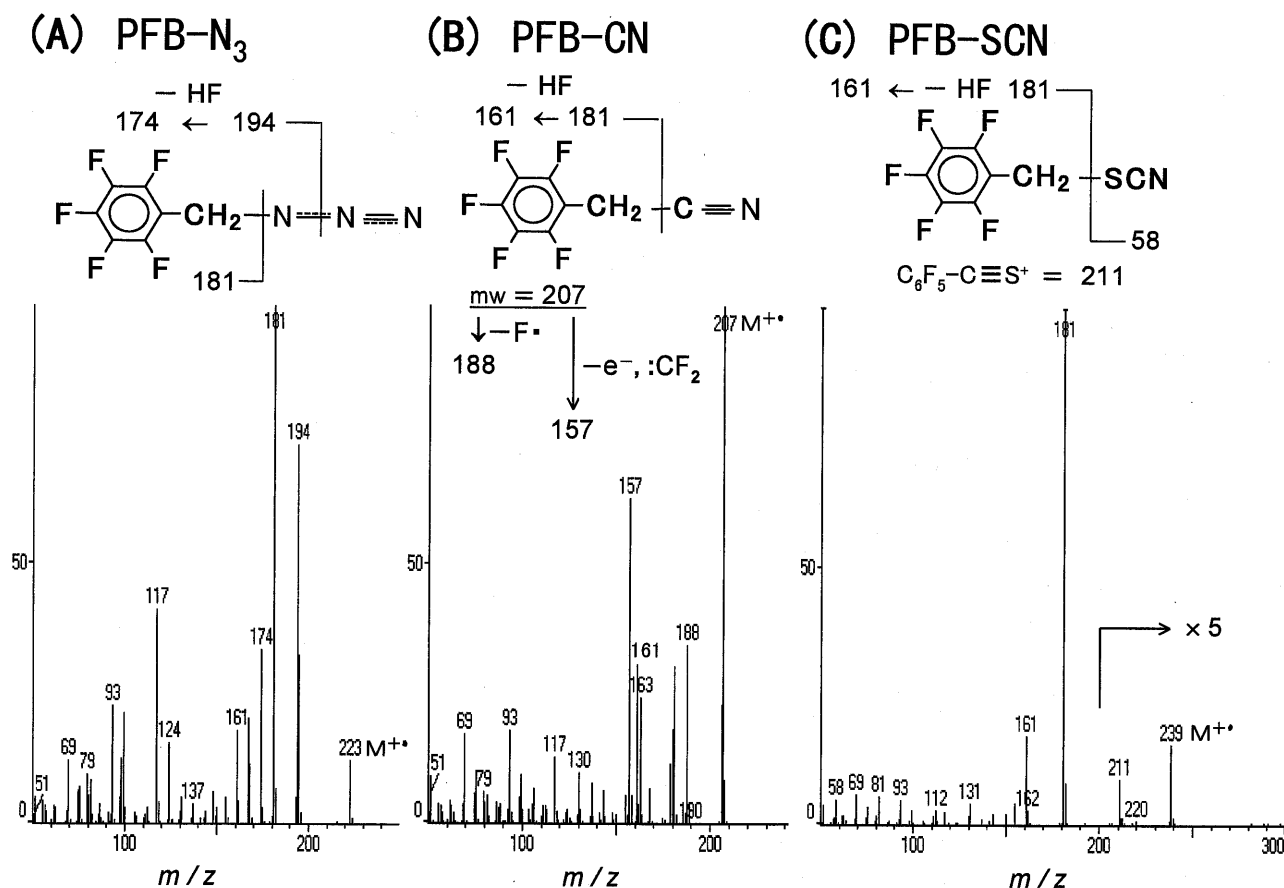 (A) PFB–N₃
– HF
174 ← 194
F F
F CH₂ N N N
F F
181
181
194
50
117
174
93
124
161
69
79
51
137
223 M⁺•
0
100 200
m / z
(B) PFB–CN
– HF
161 ← 181
F F
F CH₂ C N
F F
mw = 207
–F•
188
–e⁻, :CF₂
157
207 M⁺•
157
50
188
161
163
93
69
117
130
51
79
180
0
100 200
m / z
(C) PFB–SCN
161 ← – HF 181
F F
F CH₂ SCN
F F
58
C₆F₅–C≡S⁺ = 211
181
50
× 5
161
239 M⁺•
211
58 69 81 93 112 131 162 220
0
100 200 300
m / z